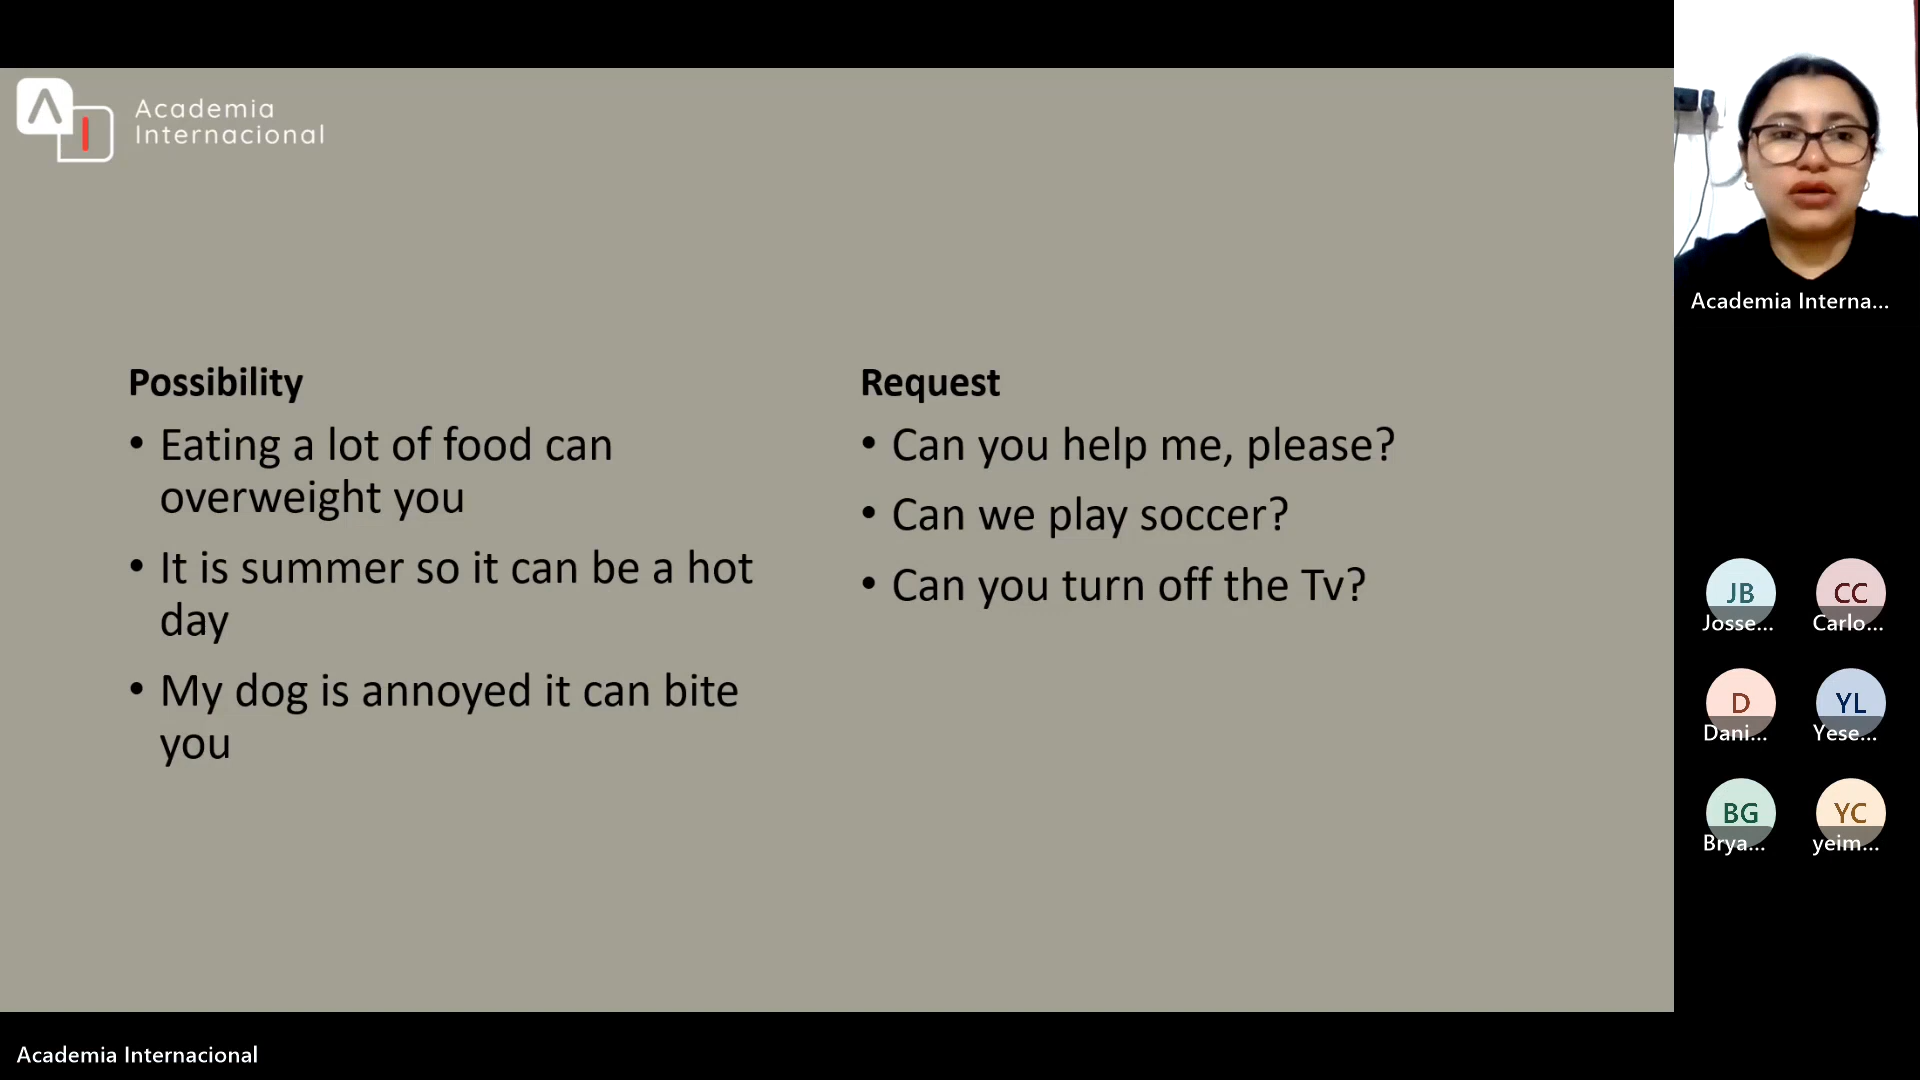 Academia
Internacional
Possibility
• Eating a lot of food can
overweight you
• It is summer so it can be a hot
day
• My dog is annoyed it can bite
you
Request
• Can you help me, please?
• Can we play soccer?
• Can you turn off the Tv?
Academia Interna...
JB
Josse...
CC
Carlo...
D
Dani...
YL
Yese...
BG
Brya...
YC
yeim...
Academia Internacional